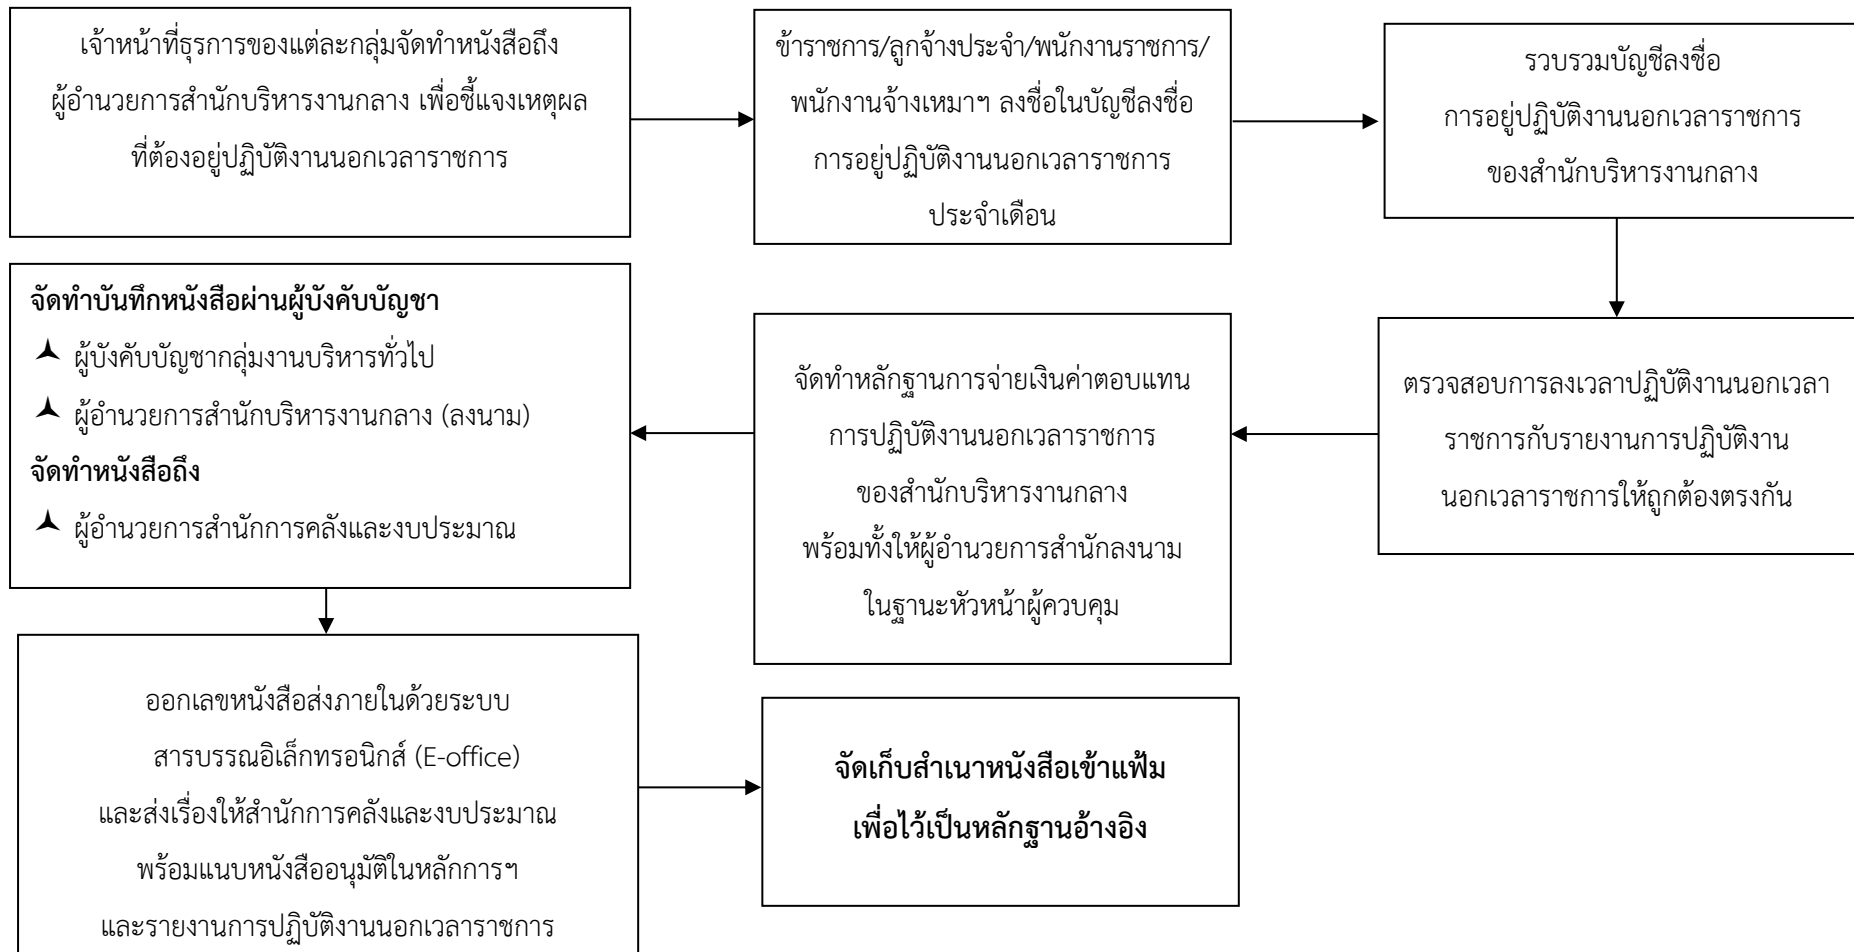 เจ้าหน้าที่ธุรการของแต่ละกลุ่มจัดทำหนังสือถึง
ผู้อำนวยการสำนักบริหารงานกลาง เพื่อชี้แจงเหตุผล
ที่ต้องอยู่ปฏิบัติงานนอกเวลาราชการ
ข้าราชการ/ลูกจ้างประจำ/พนักงานราชการ/
พนักงานจ้างเหมาฯ ลงชื่อในบัญชีลงชื่อ
การอยู่ปฏิบัติงานนอกเวลาราชการ
ประจำเดือน
รวบรวมบัญชีลงชื่อ
การอยู่ปฏิบัติงานนอกเวลาราชการ
ของสำนักบริหารงานกลาง
ตรวจสอบการลงเวลาปฏิบัติงานนอกเวลา
ราชการกับรายงานการปฏิบัติงาน
นอกเวลาราชการให้ถูกต้องตรงกัน
จัดทำหลักฐานการจ่ายเงินค่าตอบแทน
การปฏิบัติงานนอกเวลาราชการ
ของสำนักบริหารงานกลาง
พร้อมทั้งให้ผู้อำนวยการสำนักลงนาม
ในฐานะหัวหน้าผู้ควบคุม
จัดทำบันทึกหนังสือผ่านผู้บังคับบัญชา
ผู้บังคับบัญชากลุ่มงานบริหารทั่วไป
ผู้อำนวยการสำนักบริหารงานกลาง (ลงนาม)
จัดทำหนังสือถึง
ผู้อำนวยการสำนักการคลังและงบประมาณ
ออกเลขหนังสือส่งภายในด้วยระบบ
สารบรรณอิเล็กทรอนิกส์ (E-office)
และส่งเรื่องให้สำนักการคลังและงบประมาณ
พร้อมแนบหนังสืออนุมัติในหลักการฯ
และรายงานการปฏิบัติงานนอกเวลาราชการ
จัดเก็บสำเนาหนังสือเข้าแฟ้ม
เพื่อไว้เป็นหลักฐานอ้างอิง